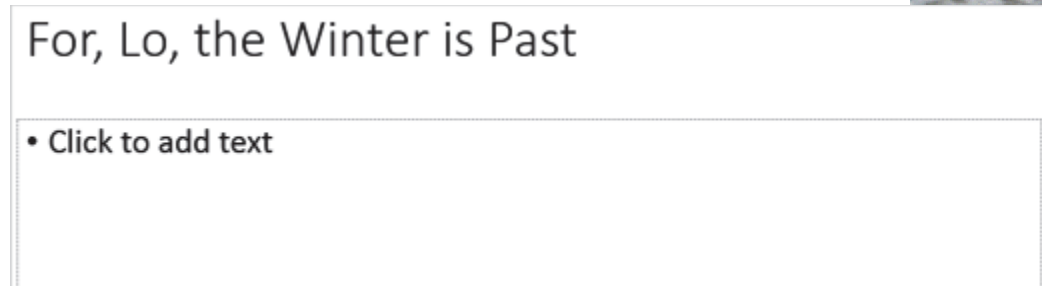 For, Lo, the Winter is Past
• Click to add text